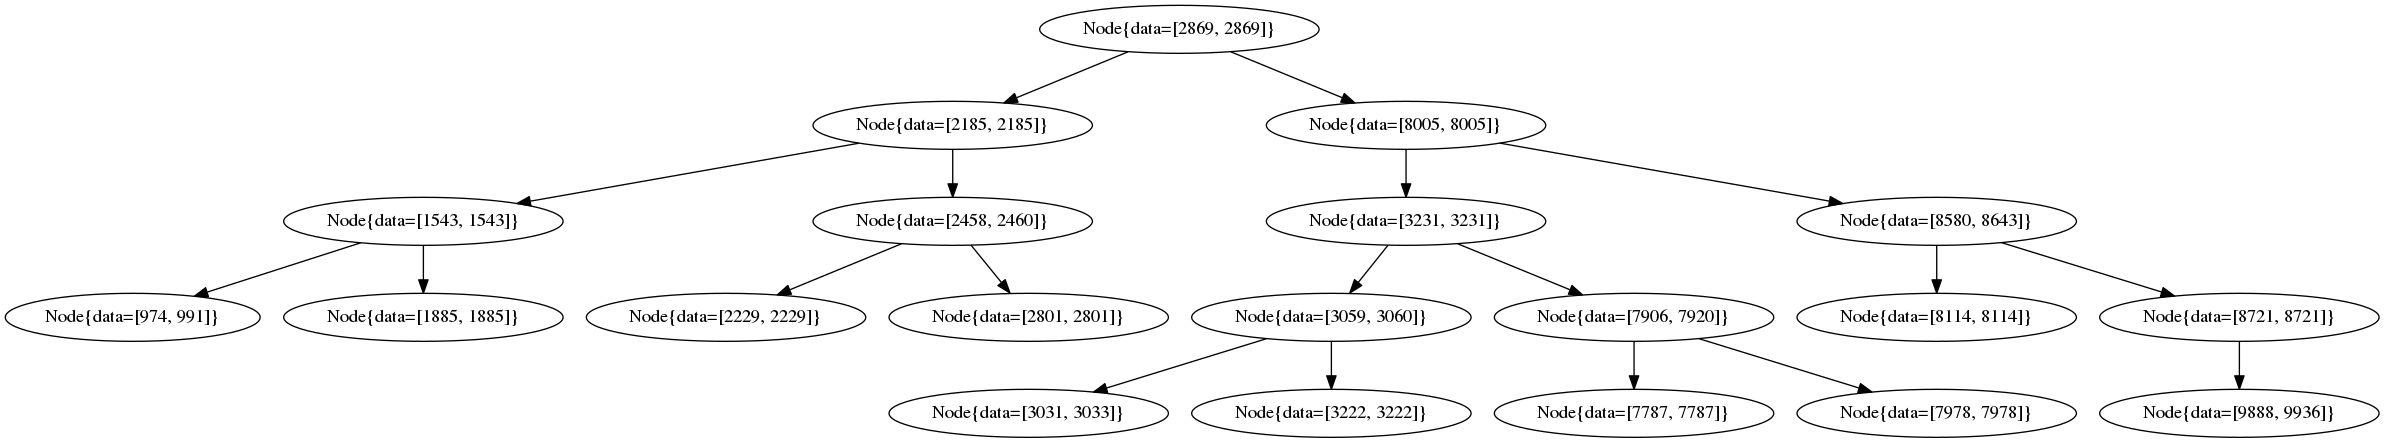 Node{data=[2869, 2869]}
Node{data=[2185, 2185]}
Node{data=[8005, 8005]}
Node{data=[1543, 1543]}
Node{data=[2458, 2460]}
Node{data=[3231, 3231]}
Node{data=[8580, 8643]}
Node{data=[974, 991]}
Node{data=[1885, 1885]}
Node{data=[2229, 2229]}
Node{data=[2801, 2801]}
Node{data=[3059, 3060]}
Node{data=[7906, 7920]}
Node{data=[8114, 8114]}
Node{data=[8721, 8721]}
Node{data=[3031, 3033]}
Node{data=[3222, 3222]}
Node{data=[7787, 7787]}
Node{data=[7978, 7978]}
Node{data=[9888, 9936]}